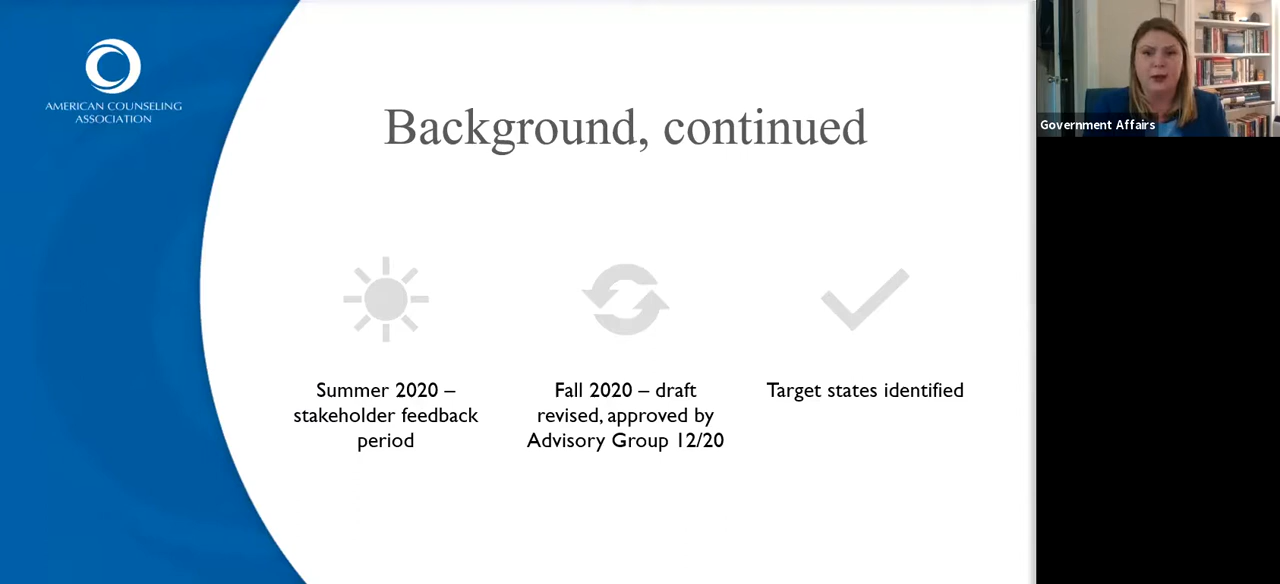 AMERICAN COUNSELING
ASSOCIATION
Background, continued
Summer 2020 –
stakeholder feedback
period
Fall 2020 – draft
revised, approved by
Advisory Group 12/20
Target states identified
Government Affairs